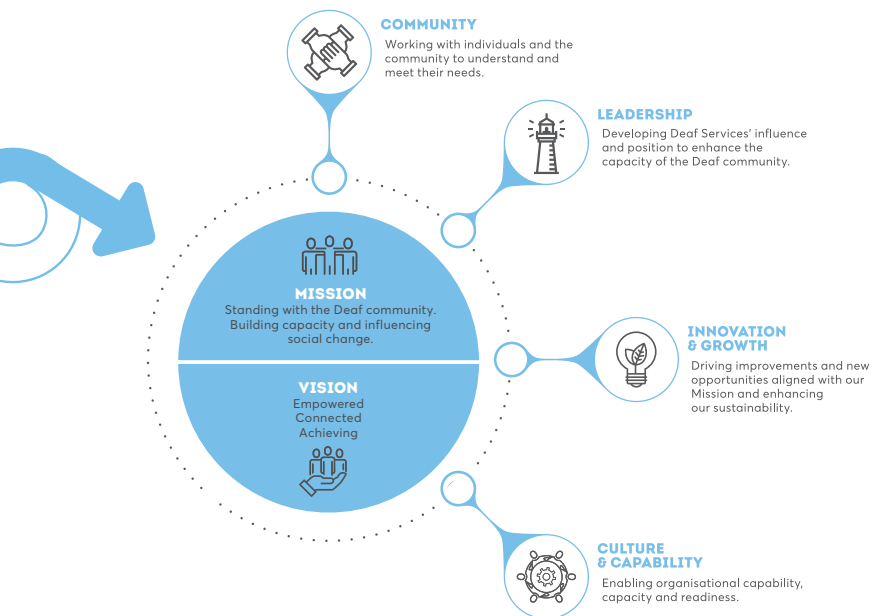 COMMUNITY
Working with individuals and the
community to understand and
meet their needs.
LEADERSHIP
Developing Deaf Services' influence
and position to enhance the
capacity of the Deaf community.
MISSION
Standing with the Deaf community.
Building capacity and influencing
social change.
VISION
Empowered
Connected
Achieving
INNOVATION
& GROWTH
Driving improvements and new
opportunities aligned with our
Mission and enhancing
our sustainability.
CULTURE
& CAPABILITY
Enabling organisational capability,
capacity and readiness.